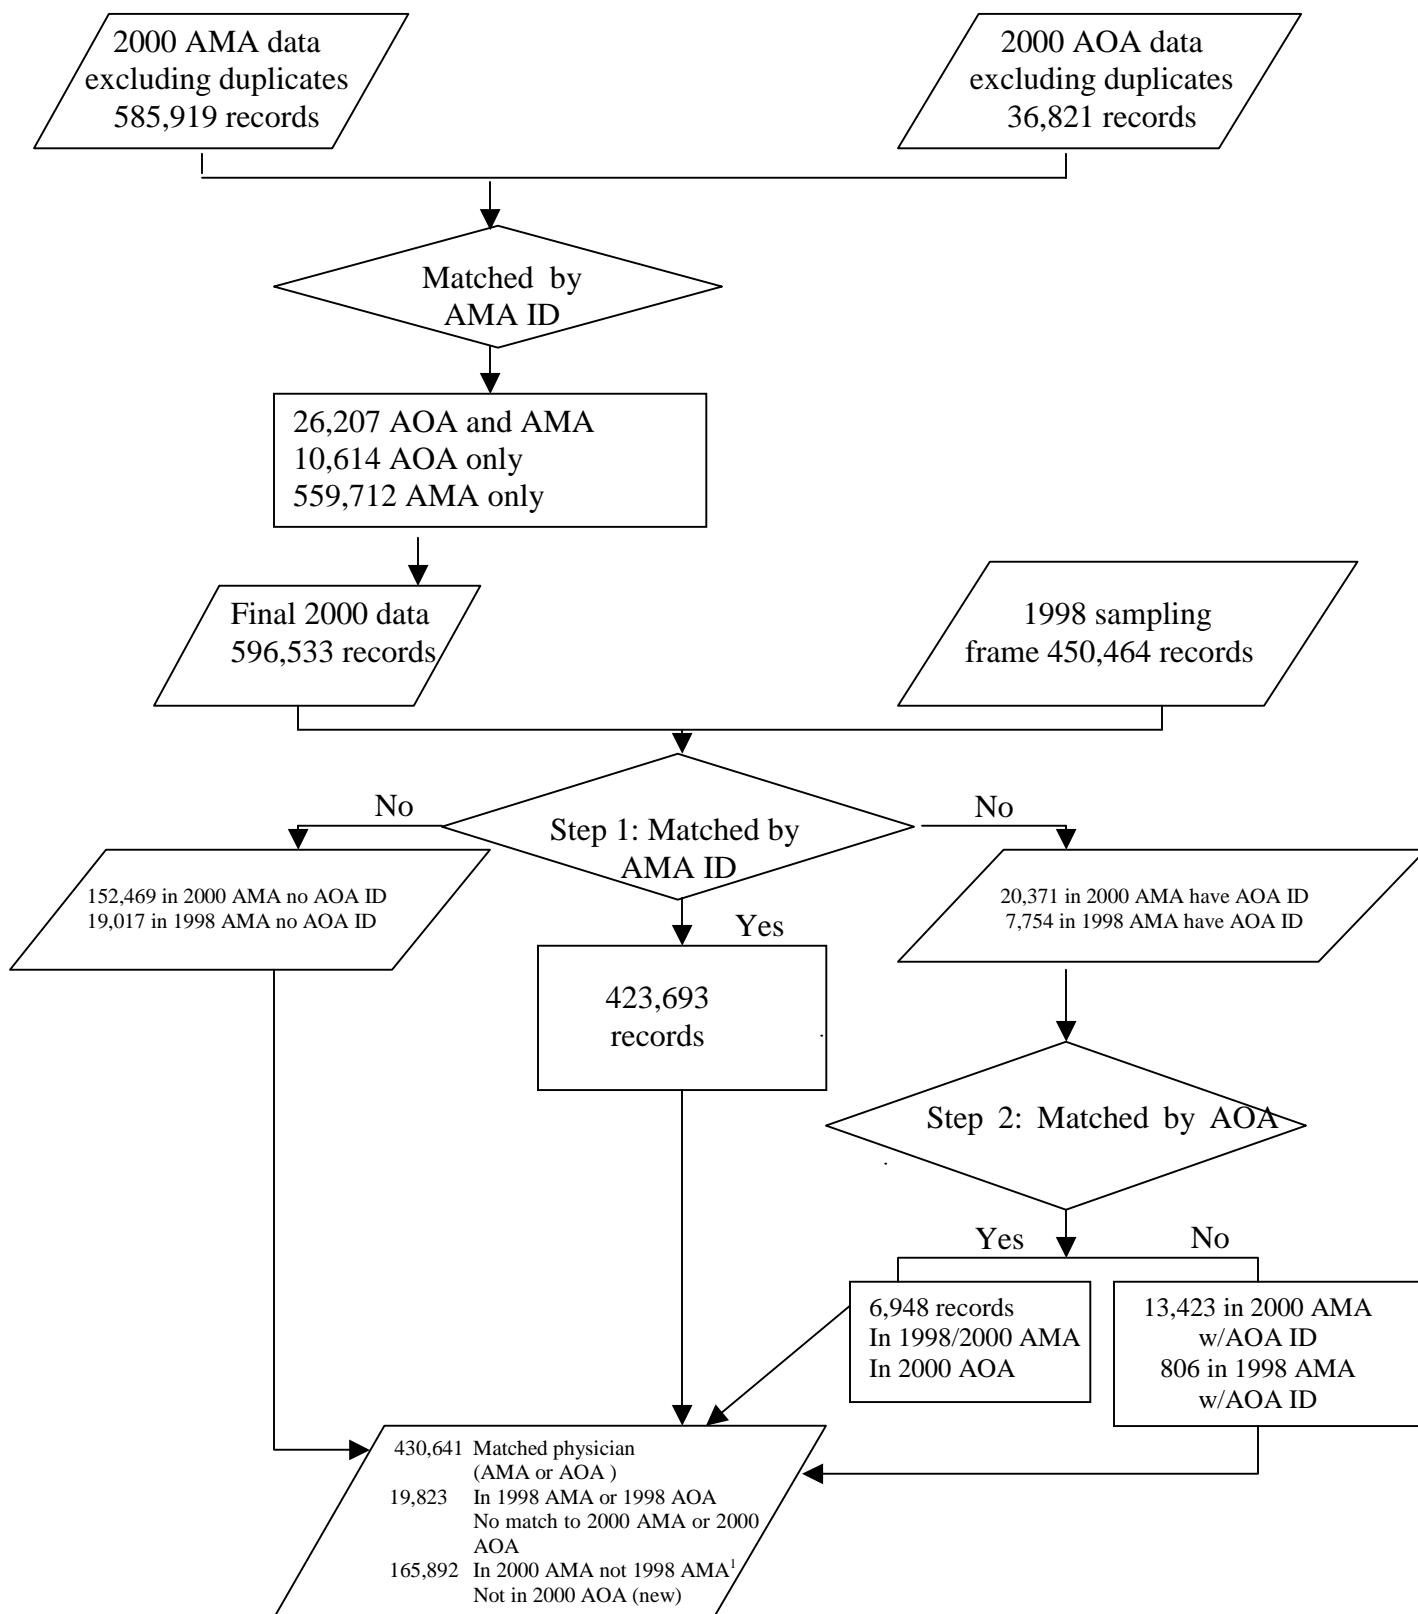 2000 AMA data
excluding duplicates
585,919 records
2000 AOA data
excluding duplicates
36,821 records
Matched by
AMA ID
26,207 AOA and AMA
10,614 AOA only
559,712 AMA only
Final 2000 data
596,533 records
1998 sampling
frame 450,464 records
No
No
Step 1: Matched by
AMA ID
152,469 in 2000 AMA no AOA ID
19,017 in 1998 AMA no AOA ID
20,371 in 2000 AMA have AOA ID
7,754 in 1998 AMA have AOA ID
Yes
423,693
records
Step 2: Matched by AOA
Yes
No
6,948 records
In 1998/2000 AMA
In 2000 AOA
13,423 in 2000 AMA
w/AOA ID
806 in 1998 AMA
w/AOA ID
430,641 Matched physician
(AMA or AOA )
19,823 In 1998 AMA or 1998 AOA
No match to 2000 AMA or 2000
AOA
165,892 In 2000 AMA not 1998 AMA¹
Not in 2000 AOA (new)